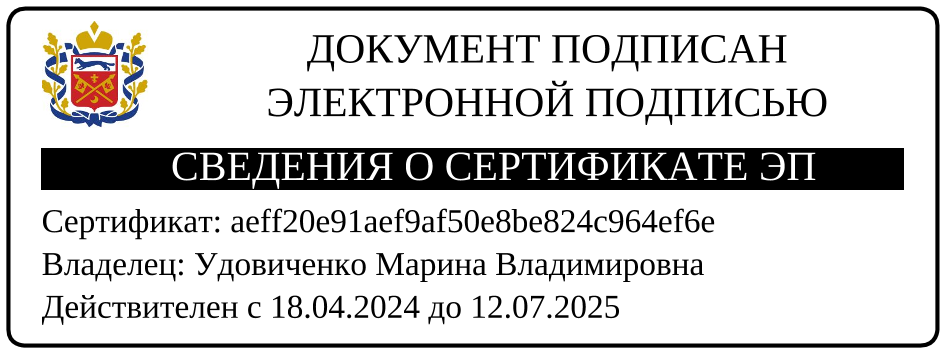 ДОКУМЕНТ ПОДПИСАН
ЭЛЕКТРОННОЙ ПОДПИСЬЮ
СВЕДЕНИЯ О СЕРТИФИКАТЕ ЭП
Сертификат: aeff20e91aef9af50e8be824c964ef6e
Владелец: Удовиченко Марина Владимировна
Действителен с 18.04.2024 до 12.07.2025